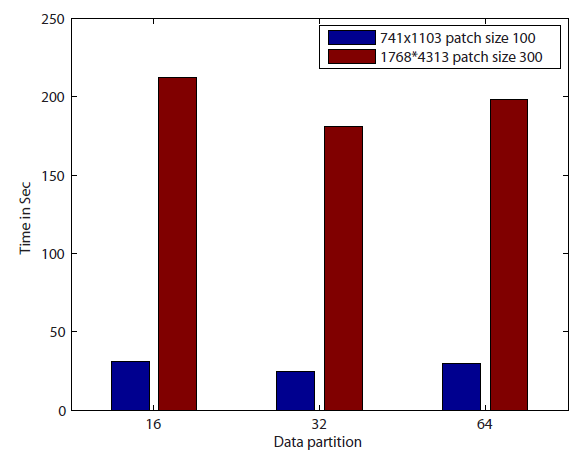 741x1103 patch size 100
1768*4313 patch size 300
250
200
150
100
50
0
Time in Sec
16 32 64
Data partition